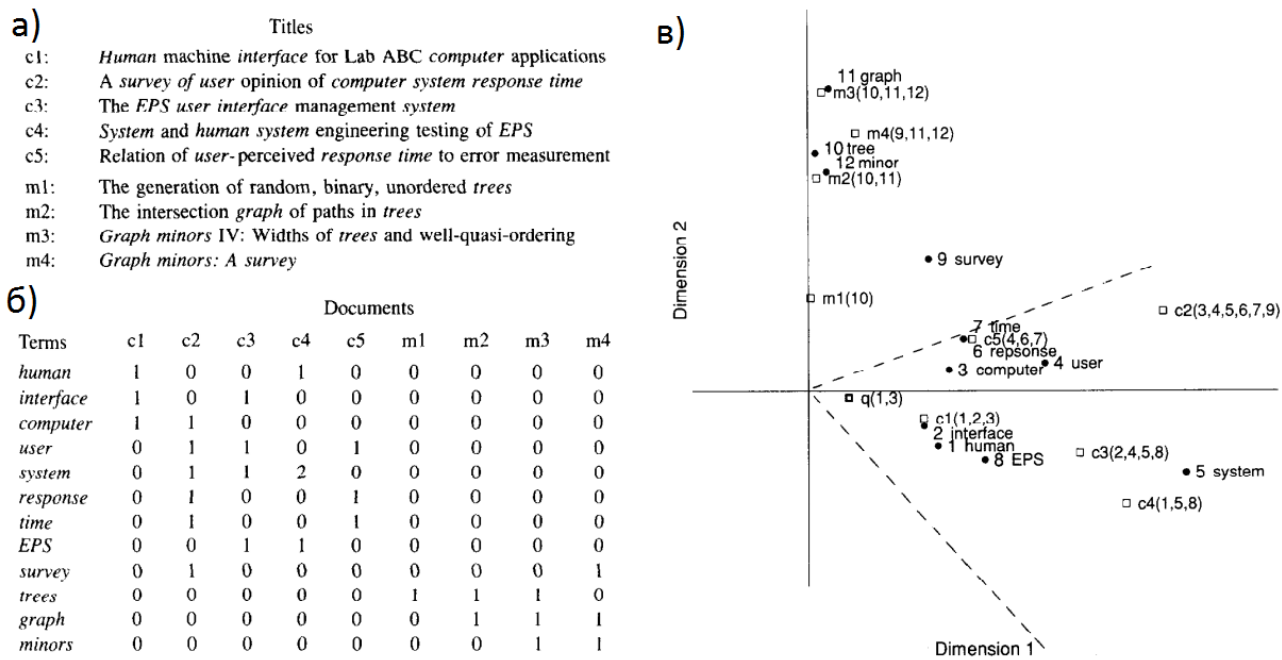 а)
Titles
c1: Human machine interface for Lab ABC computer applications
c2: A survey of user opinion of computer system response time
c3: The EPS user interface management system
c4: System and human system engineering testing of EPS
c5: Relation of user-perceived response time to error measurement
m1: The generation of random, binary, unordered trees
m2: The intersection graph of paths in trees
m3: Graph minors IV: Widths of trees and well-quasi-ordering
m4: Graph minors: A survey
б)
Documents
Terms c1 c2 c3 c4 c5 m1 m2 m3 m4
human 1 0 0 1 0 0 0 0 0
interface 1 0 1 0 0 0 0 0 0
computer 1 1 0 0 0 0 0 0 0
user 0 1 1 0 1 0 0 0 0
system 0 1 1 2 0 0 0 0 0
response 0 1 0 0 1 0 0 0 0
time 0 1 0 0 1 0 0 0 0
EPS 0 0 1 1 0 0 0 0 0
survey 0 1 0 0 0 0 0 0 1
trees 0 0 0 0 0 1 1 1 0
graph 0 0 0 0 0 0 1 1 1
minors 0 0 0 0 0 0 0 1 1
в)
11 graph
m3(10,11,12)
m4(9,11,12)
10 tree
12 minor
m2(10,11)
Dimension 2
9 survey
m1(10)
c2(3,4,5,6,7,9)
7 time
c5(4,6,7)
6 repsonse
4 user
3 computer
q(1,3)
c1(1,2,3)
2 interface
1 human
c3(2,4,5,8)
8 EPS
5 system
c4(1,5,8)
Dimension 1